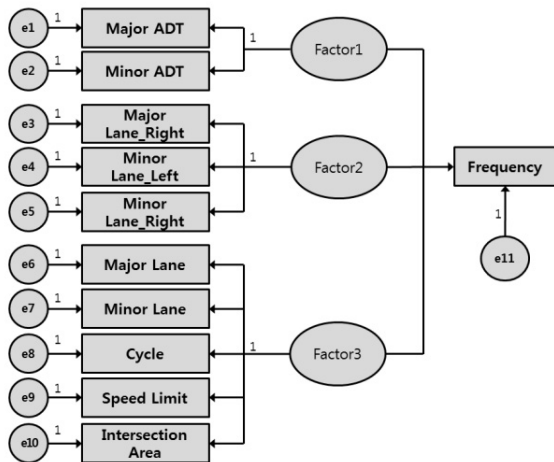 e1
1
Major ADT
1
Factor1
e2
1
Minor ADT
e3
1
Major
Lane_Right
e4
1
Minor
Lane_Left
1
Factor2
Frequency
e5
1
Minor
Lane_Right
1
e11
e6
1
Major Lane
e7
1
Minor Lane
e8
1
Cycle
1
Factor3
e9
1
Speed Limit
e10
1
Intersection
Area